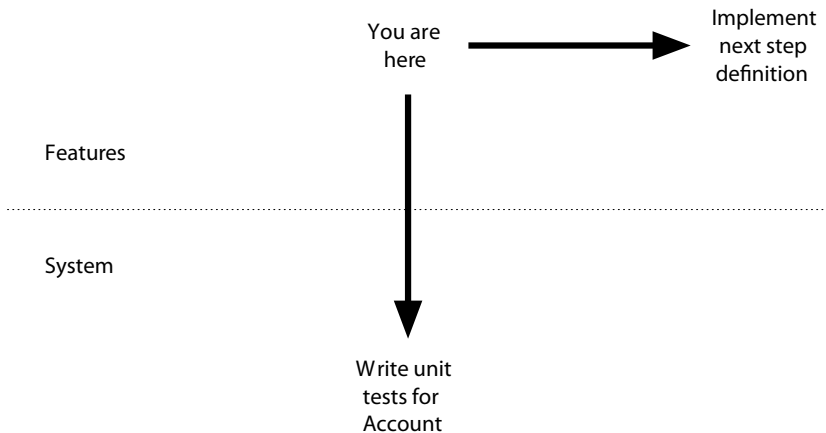 You are
here
Implement
next step
definition
Features
System
Write unit
tests for
Account